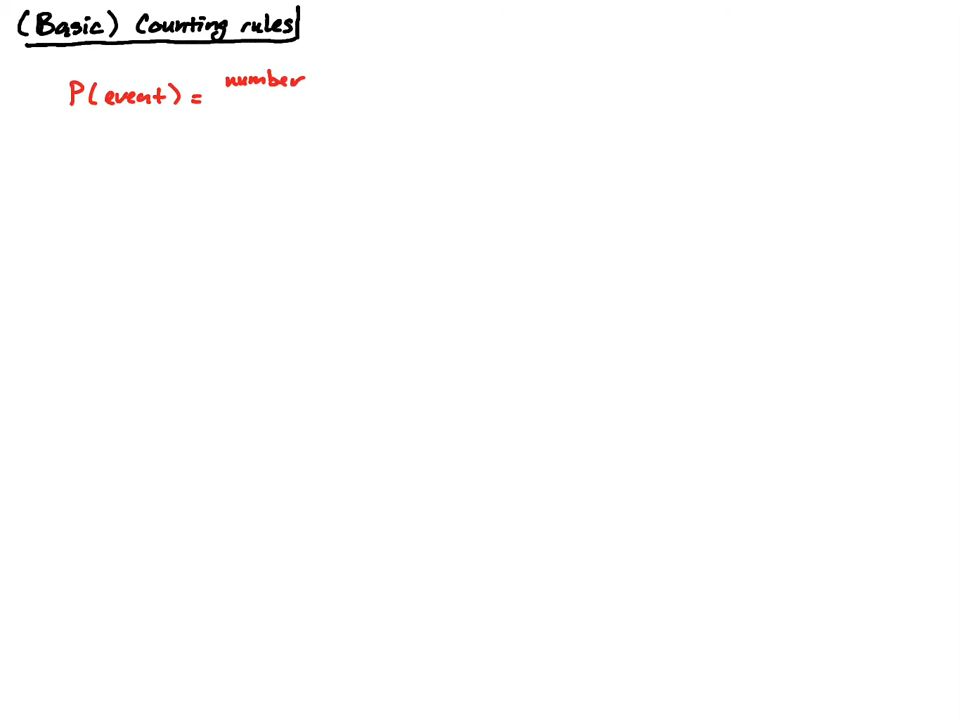 (Basic) Counting rules
P(event) = number